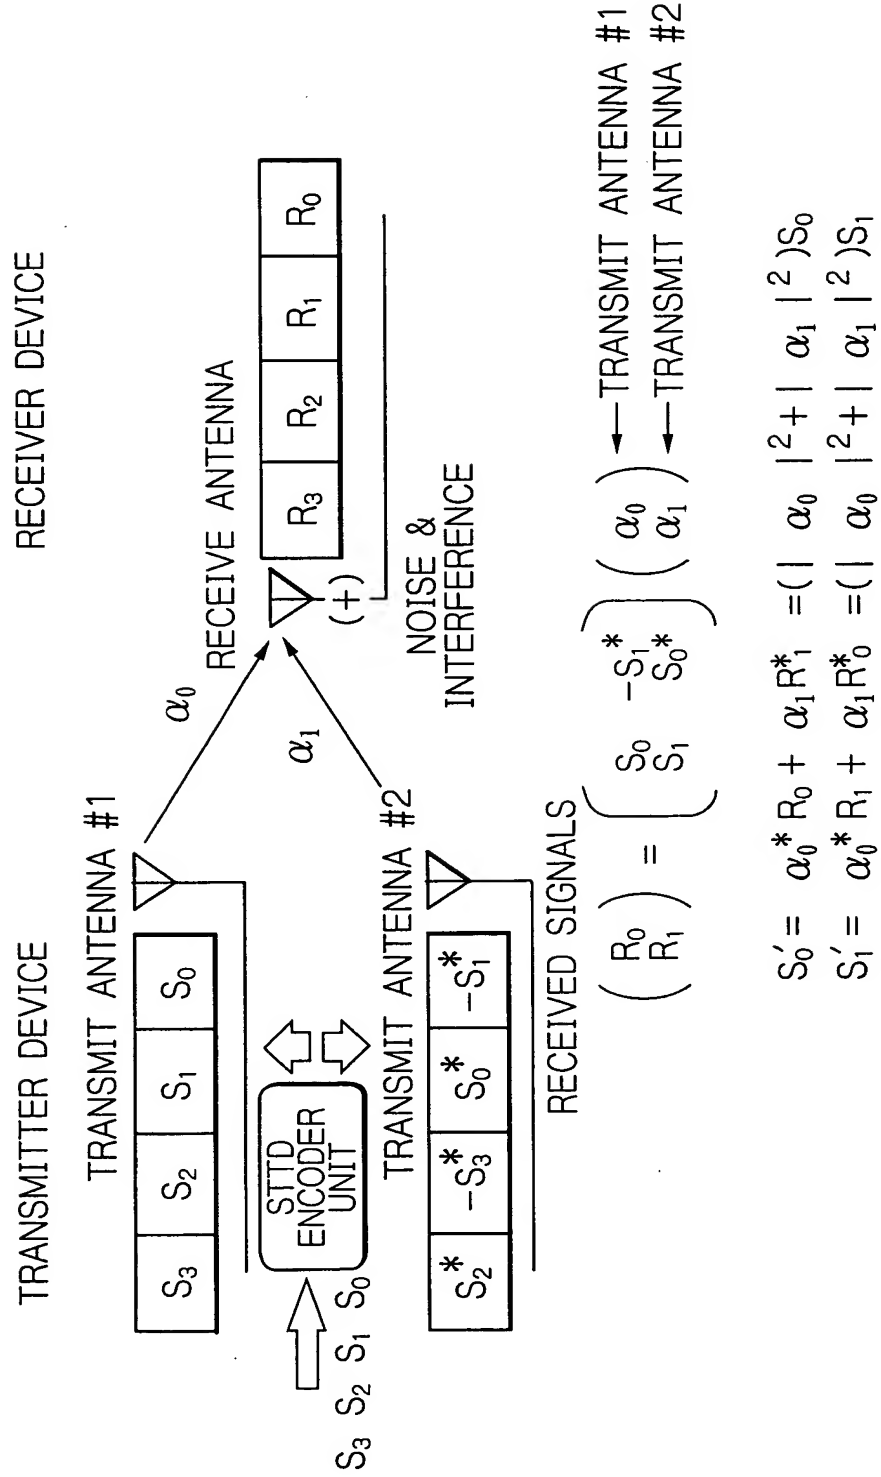 TRANSMITTER DEVICE
RECEIVER DEVICE
TRANSMIT ANTENNA #1
S3 S2 S1 S0
α0
RECEIVE ANTENNA
R3 R2 R1 R0
(+)
NOISE &
INTERFERENCE
S3 S2 S1 S0
STTD
ENCODER
UNIT
α1
TRANSMIT ANTENNA #2
S2* -S3* S0* -S1*
RECEIVED SIGNALS
(R0 R1) = (S0 -S1* S1 S0*) (α0 α1)
TRANSMIT ANTENNA #1
TRANSMIT ANTENNA #2
S0' = α0* R0 + α1R1* =(| α0 |²+| α1 |²)S0
S1' = α0* R1 + α1R0* =(| α0 |²+| α1 |²)S1